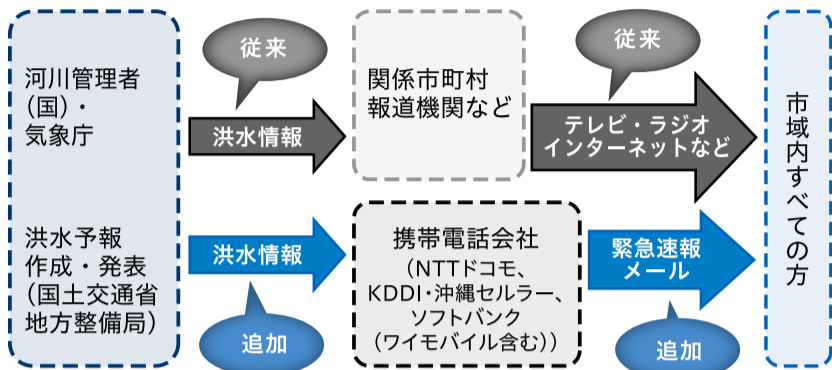 河川管理者
(国)・
気象庁
従来
洪水情報
関係市町村
報道機関など
従来
テレビ・ラジオ
インターネットなど
市域内すべての方
洪水予報
作成・発表
(国土交通省
地方整備局)
洪水情報
追加
携帯電話会社
(NTTドコモ、
KDDI・沖縄セルラー、
ソフトバンク
(ワイモバイル含む))
緊急速報
メール
追加